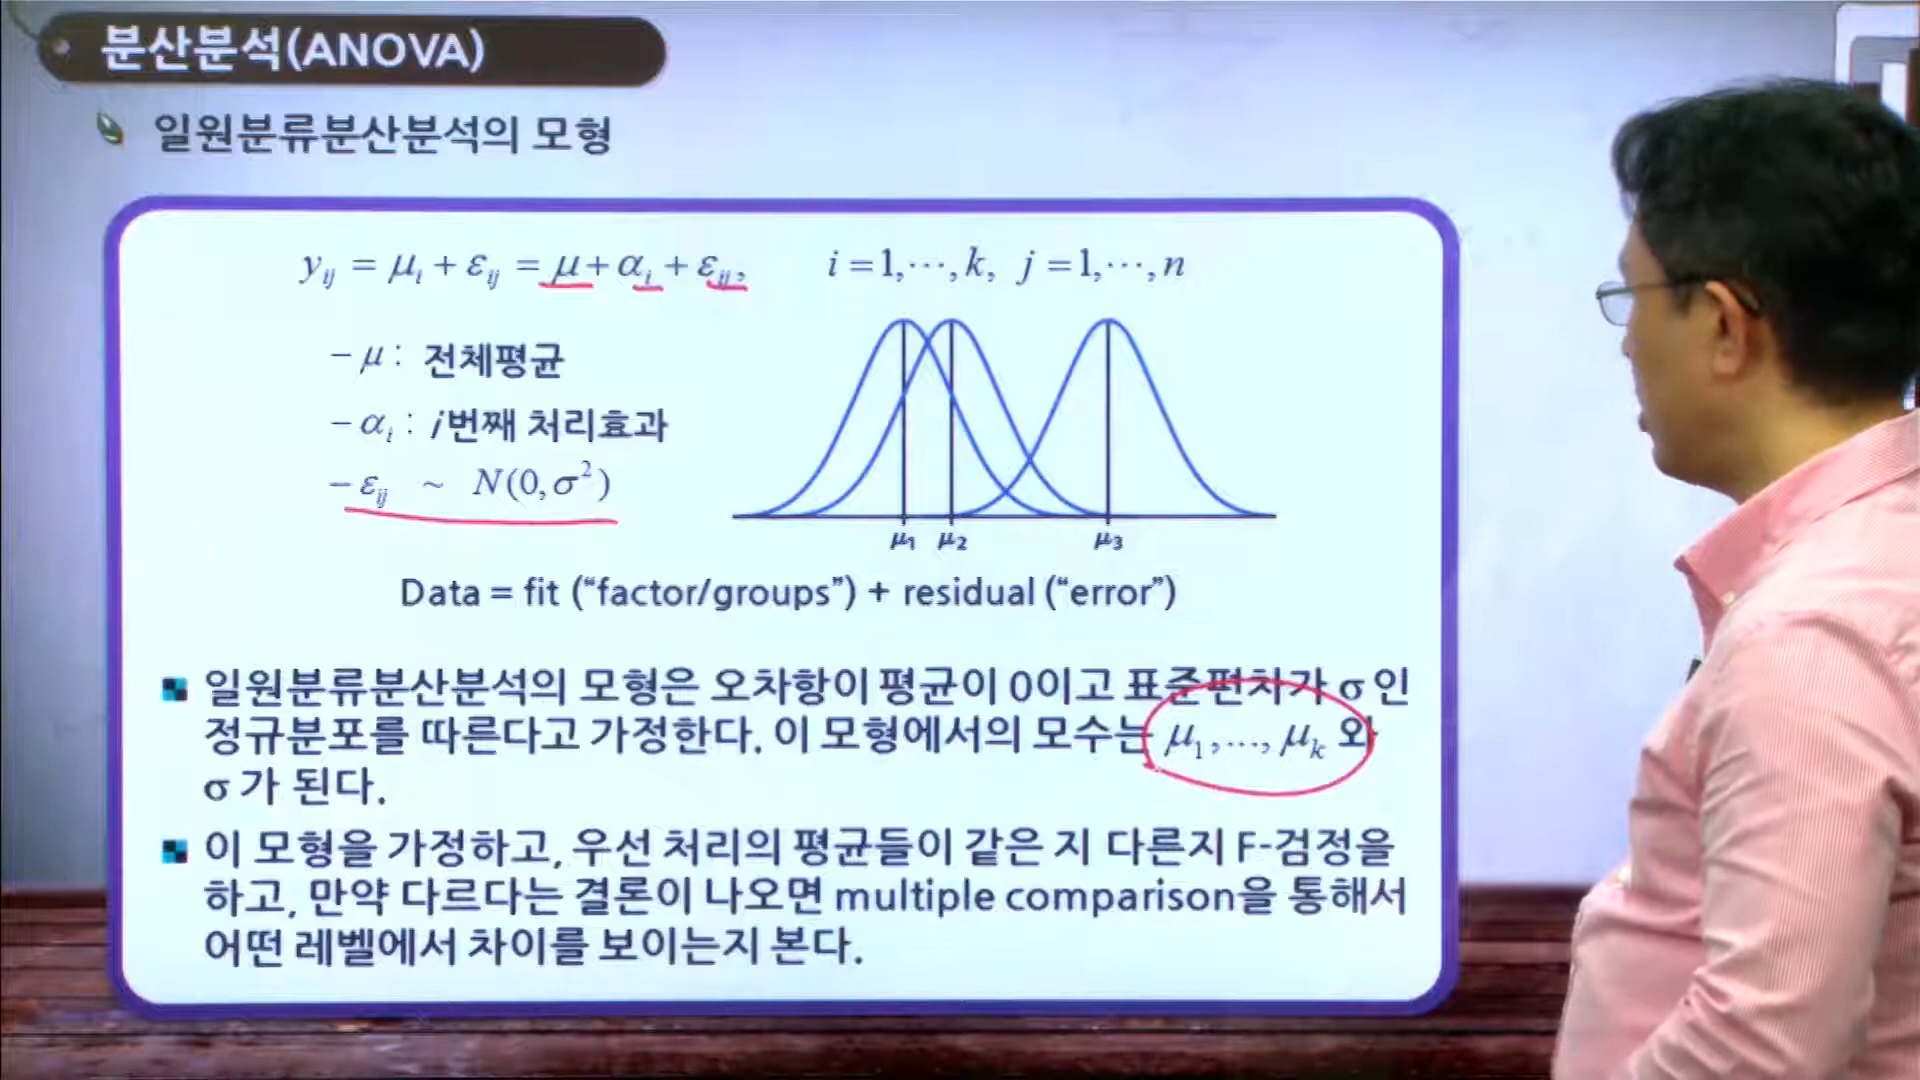 분산분석(ANOVA)
일원분류분산분석의 모형
y_ij = μ_i + ε_ij = μ + α_i + ε_ij,   i = 1,⋯,k,  j = 1,⋯,n
− μ : 전체평균
− α_i : i번째 처리효과
− ε_ij ~ N(0,σ²)
μ₁ μ₂ μ₃
Data = fit (“factor/groups”) + residual (“error”)
일원분류분산분석의 모형은 오차항이 평균이 0이고 표준편차가 σ인
정규분포를 따른다고 가정한다. 이 모형에서의 모수는 μ₁,…, μ_k 와
σ가 된다.
이 모형을 가정하고, 우선 처리의 평균들이 같은 지 다른지 F-검정을
하고, 만약 다르다는 결론이 나오면 multiple comparison을 통해서
어떤 레벨에서 차이를 보이는지 본다.